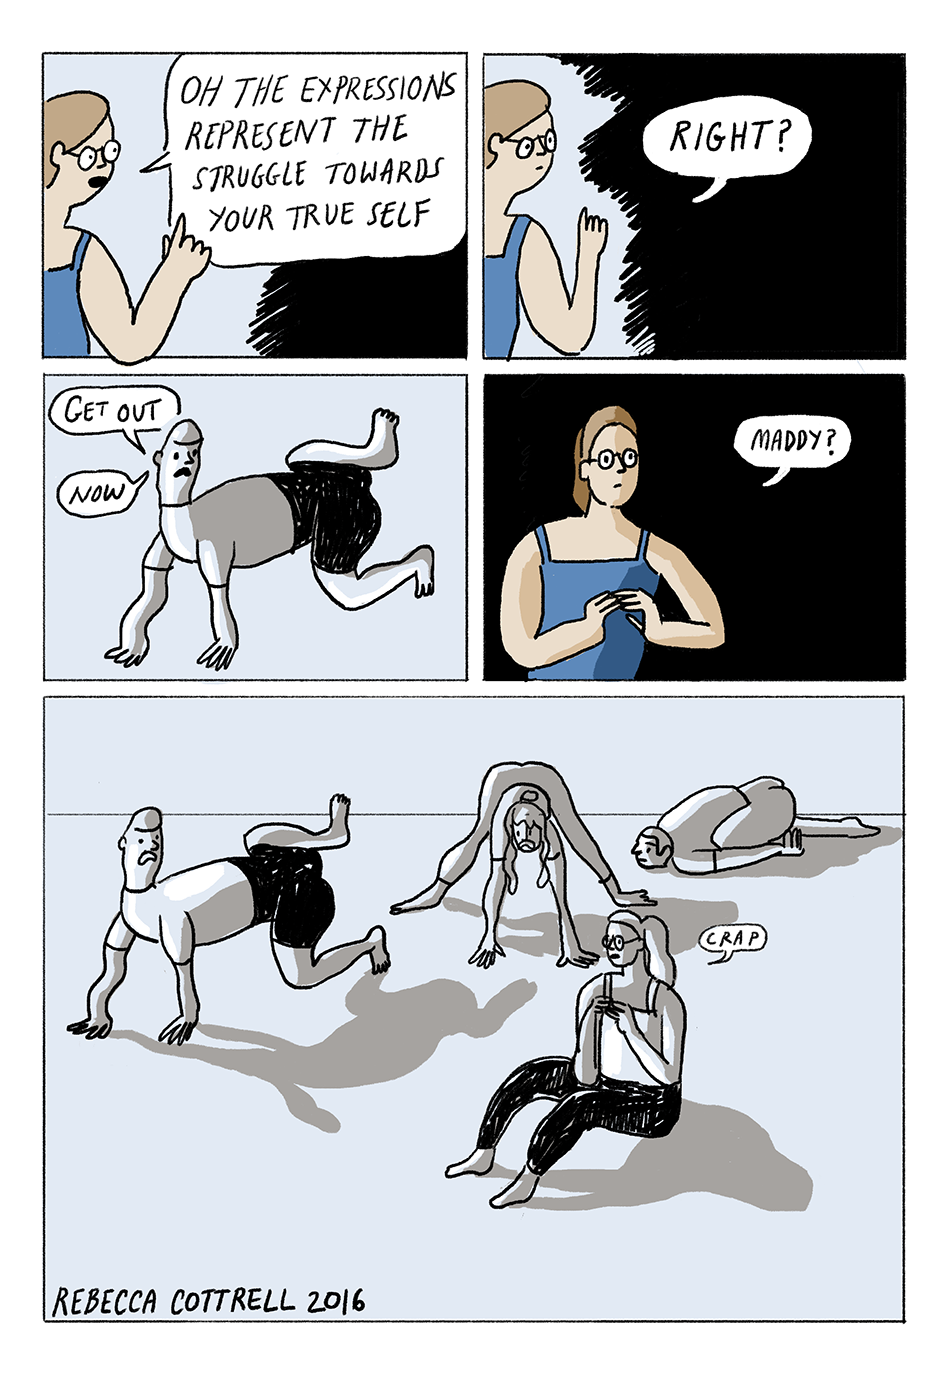 OH THE EXPRESSIONS
REPRESENT THE
STRUGGLE TOWARDS
YOUR TRUE SELF
RIGHT?
GET OUT
NOW
MADDY?
CRAP
REBECCA COTTRELL 2016